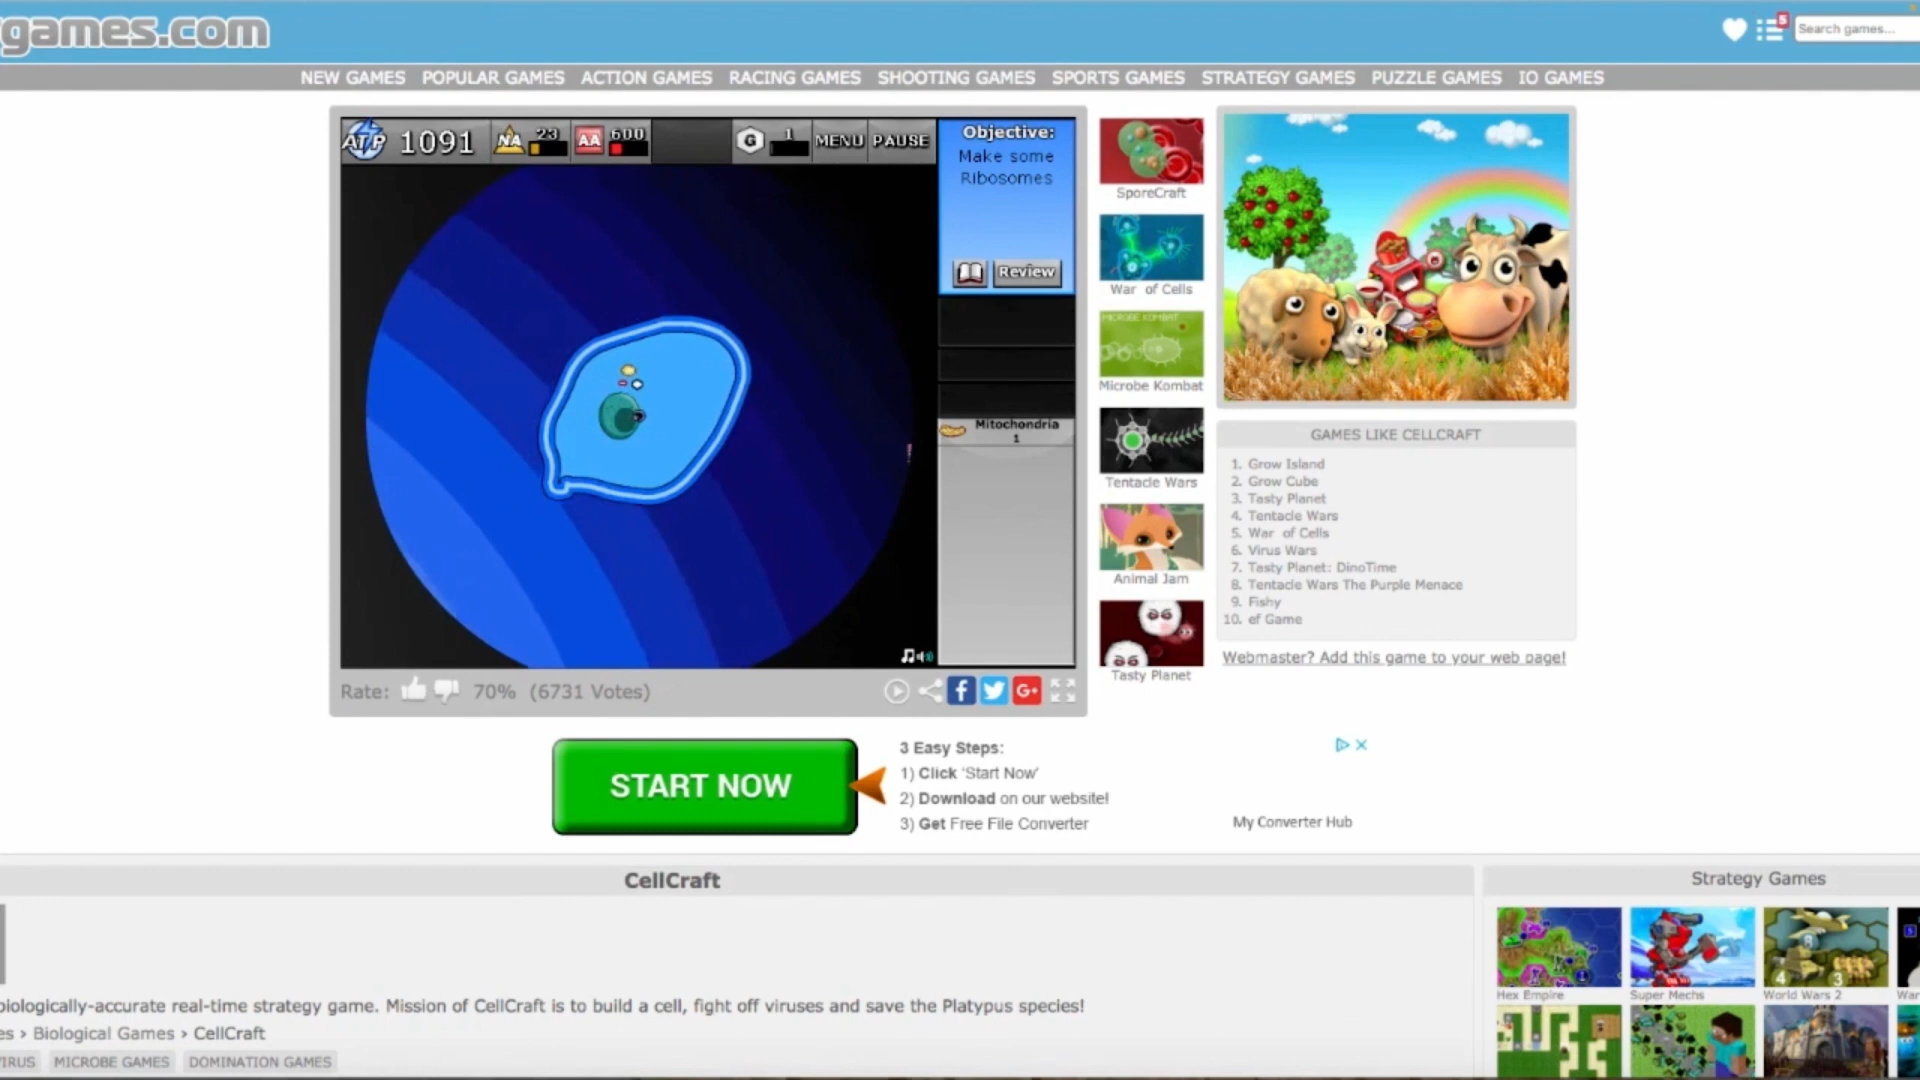 games.com
5
Search games...
NEW GAMES POPULAR GAMES ACTION GAMES RACING GAMES SHOOTING GAMES SPORTS GAMES STRATEGY GAMES PUZZLE GAMES IO GAMES
ATP 1091 NA 23 AA 600 G 1 MENU PAUSE
Objective:
Make some
Ribosomes
Review
Mitochondria
1
Rate: 70% (6731 Votes)
SporeCraft
War of Cells
MICROBE KOMBAT
Microbe Kombat
Tentacle Wars
Animal Jam
Tasty Planet
GAMES LIKE CELLCRAFT
1. Grow Island
2. Grow Cube
3. Tasty Planet
4. Tentacle Wars
5. War of Cells
6. Virus Wars
7. Tasty Planet: DinoTime
8. Tentacle Wars The Purple Menace
9. Fishy
10. ef Game
Webmaster? Add this game to your web page!
START NOW
3 Easy Steps:
1) Click 'Start Now'
2) Download on our website!
3) Get Free File Converter
My Converter Hub
CellCraft
biologically-accurate real-time strategy game. Mission of CellCraft is to build a cell, fight off viruses and save the Platypus species!
es › Biological Games › CellCraft
IRUS MICROBE GAMES DOMINATION GAMES
Strategy Games
Hex Empire Super Mechs World Wars 2 War